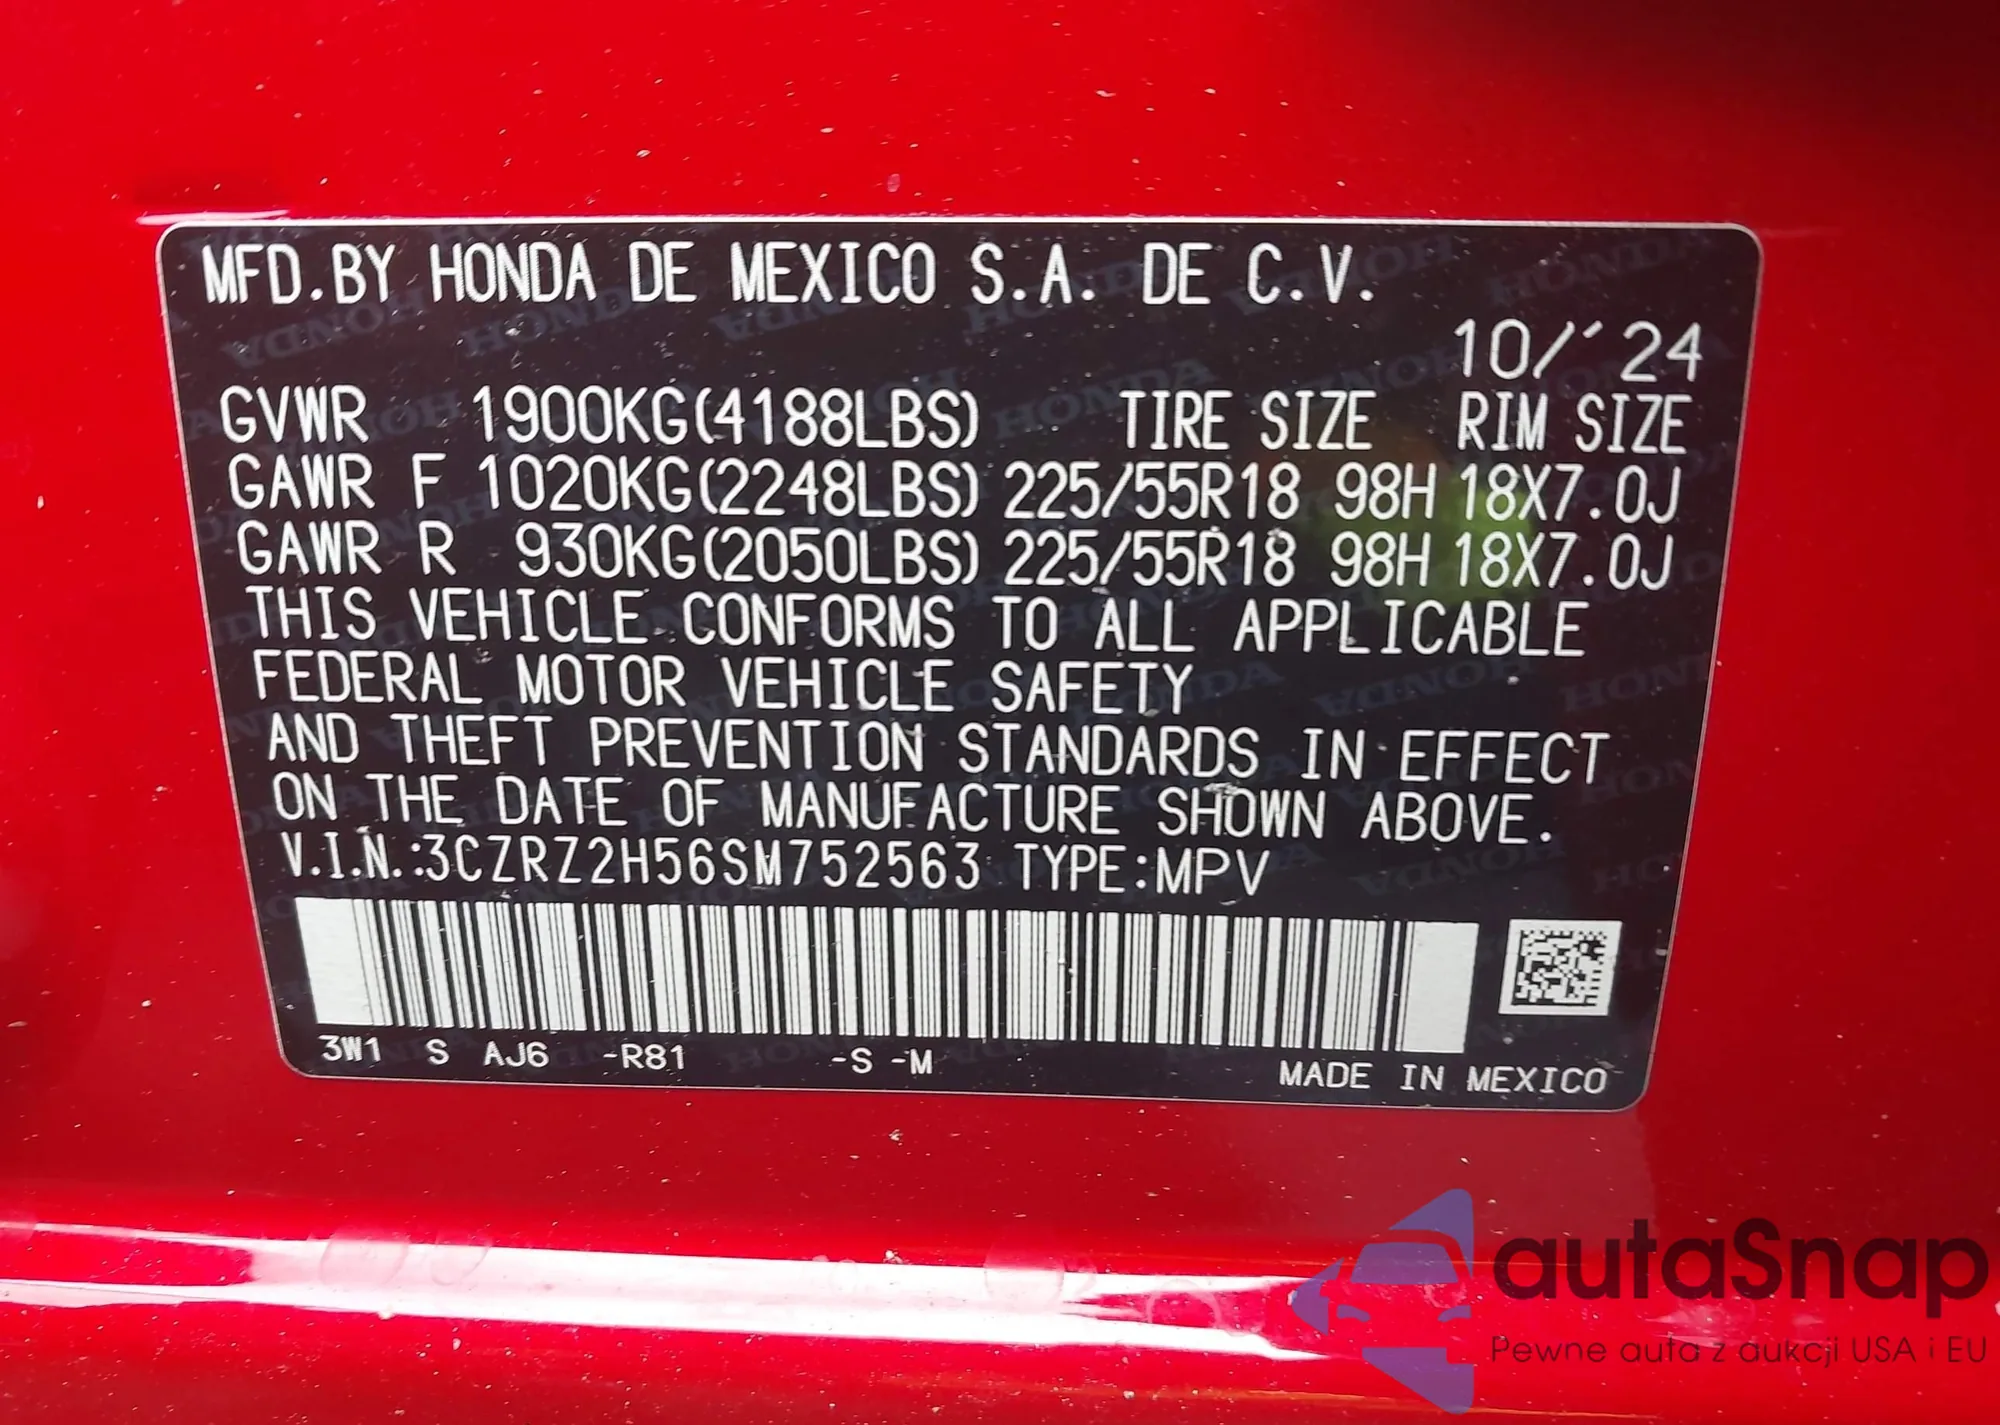 MFD.BY HONDA DE MEXICO S.A. DE C.V.
10/'24
GVWR 1900KG(4188LBS) TIRE SIZE RIM SIZE
GAWR F 1020KG(2248LBS) 225/55R18 98H 18X7.0J
GAWR R 930KG(2050LBS) 225/55R18 98H 18X7.0J
THIS VEHICLE CONFORMS TO ALL APPLICABLE
FEDERAL MOTOR VEHICLE SAFETY
AND THEFT PREVENTION STANDARDS IN EFFECT
ON THE DATE OF MANUFACTURE SHOWN ABOVE.
V.I.N.:3CZRZ2H56SM752563 TYPE:MPV
3W1 S AJ6 -R81 -S -M
MADE IN MEXICO
autaSnap
Pewne auta z aukcji USA i EU